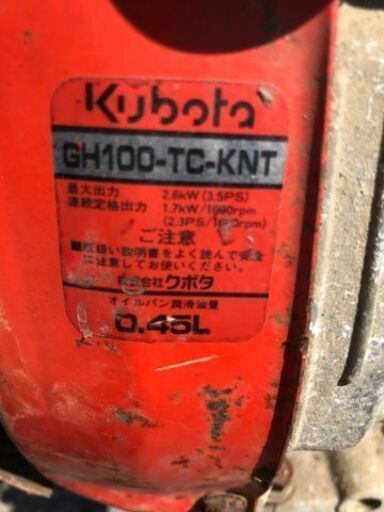 Kubota
GH100-TC-KNT
最大出力 2.6kW (3.5PS)
連続定格出力 1.7kW/1600rpm
(2.3PS/1600rpm)
ご注意
■取扱い説明書をよく読んで安全
に注意してお使いください。
株式会社クボタ
オイルパン潤滑油量
0.45L